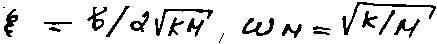 ξ = b/2√KM, ωₙ = √K/M